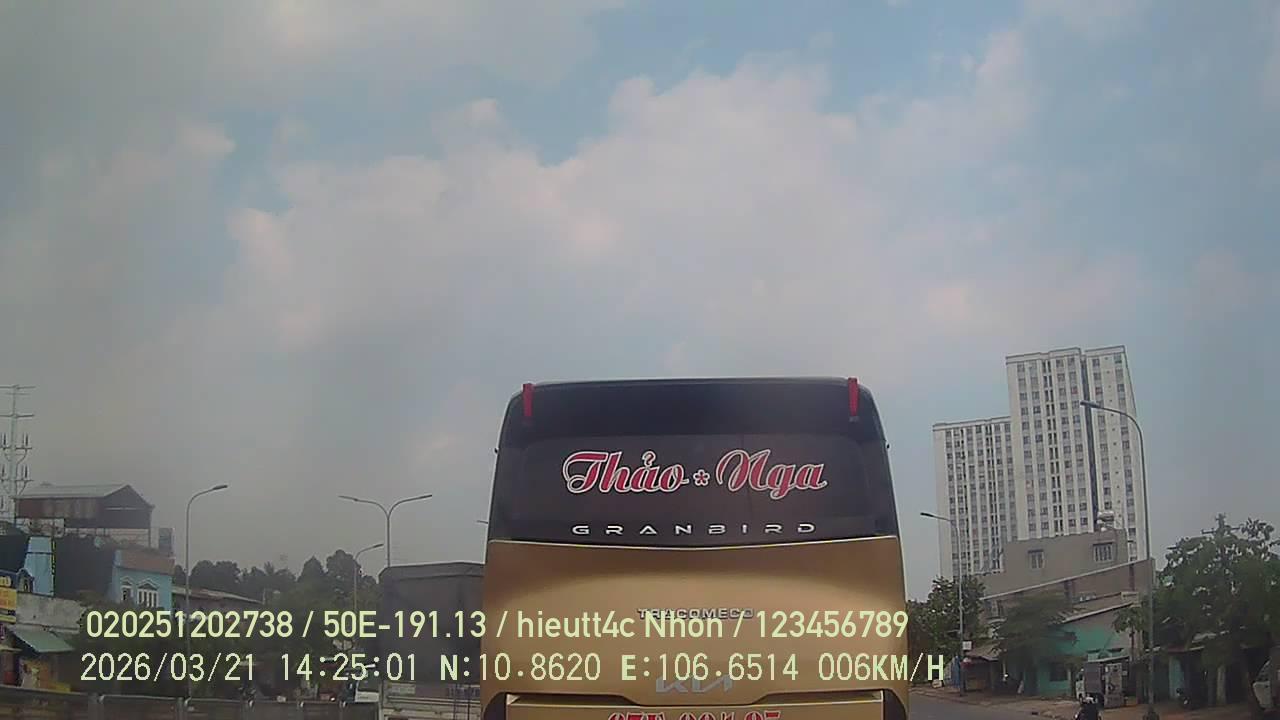 Thảo * Nga
GRANBIRD
TRACOMECO
020251202738 / 50E-191.13 / hieutt4c Nhon / 123456789
2026/03/21 14:25:01 N:10.8620 E:106.6514 006KM/H
KIA